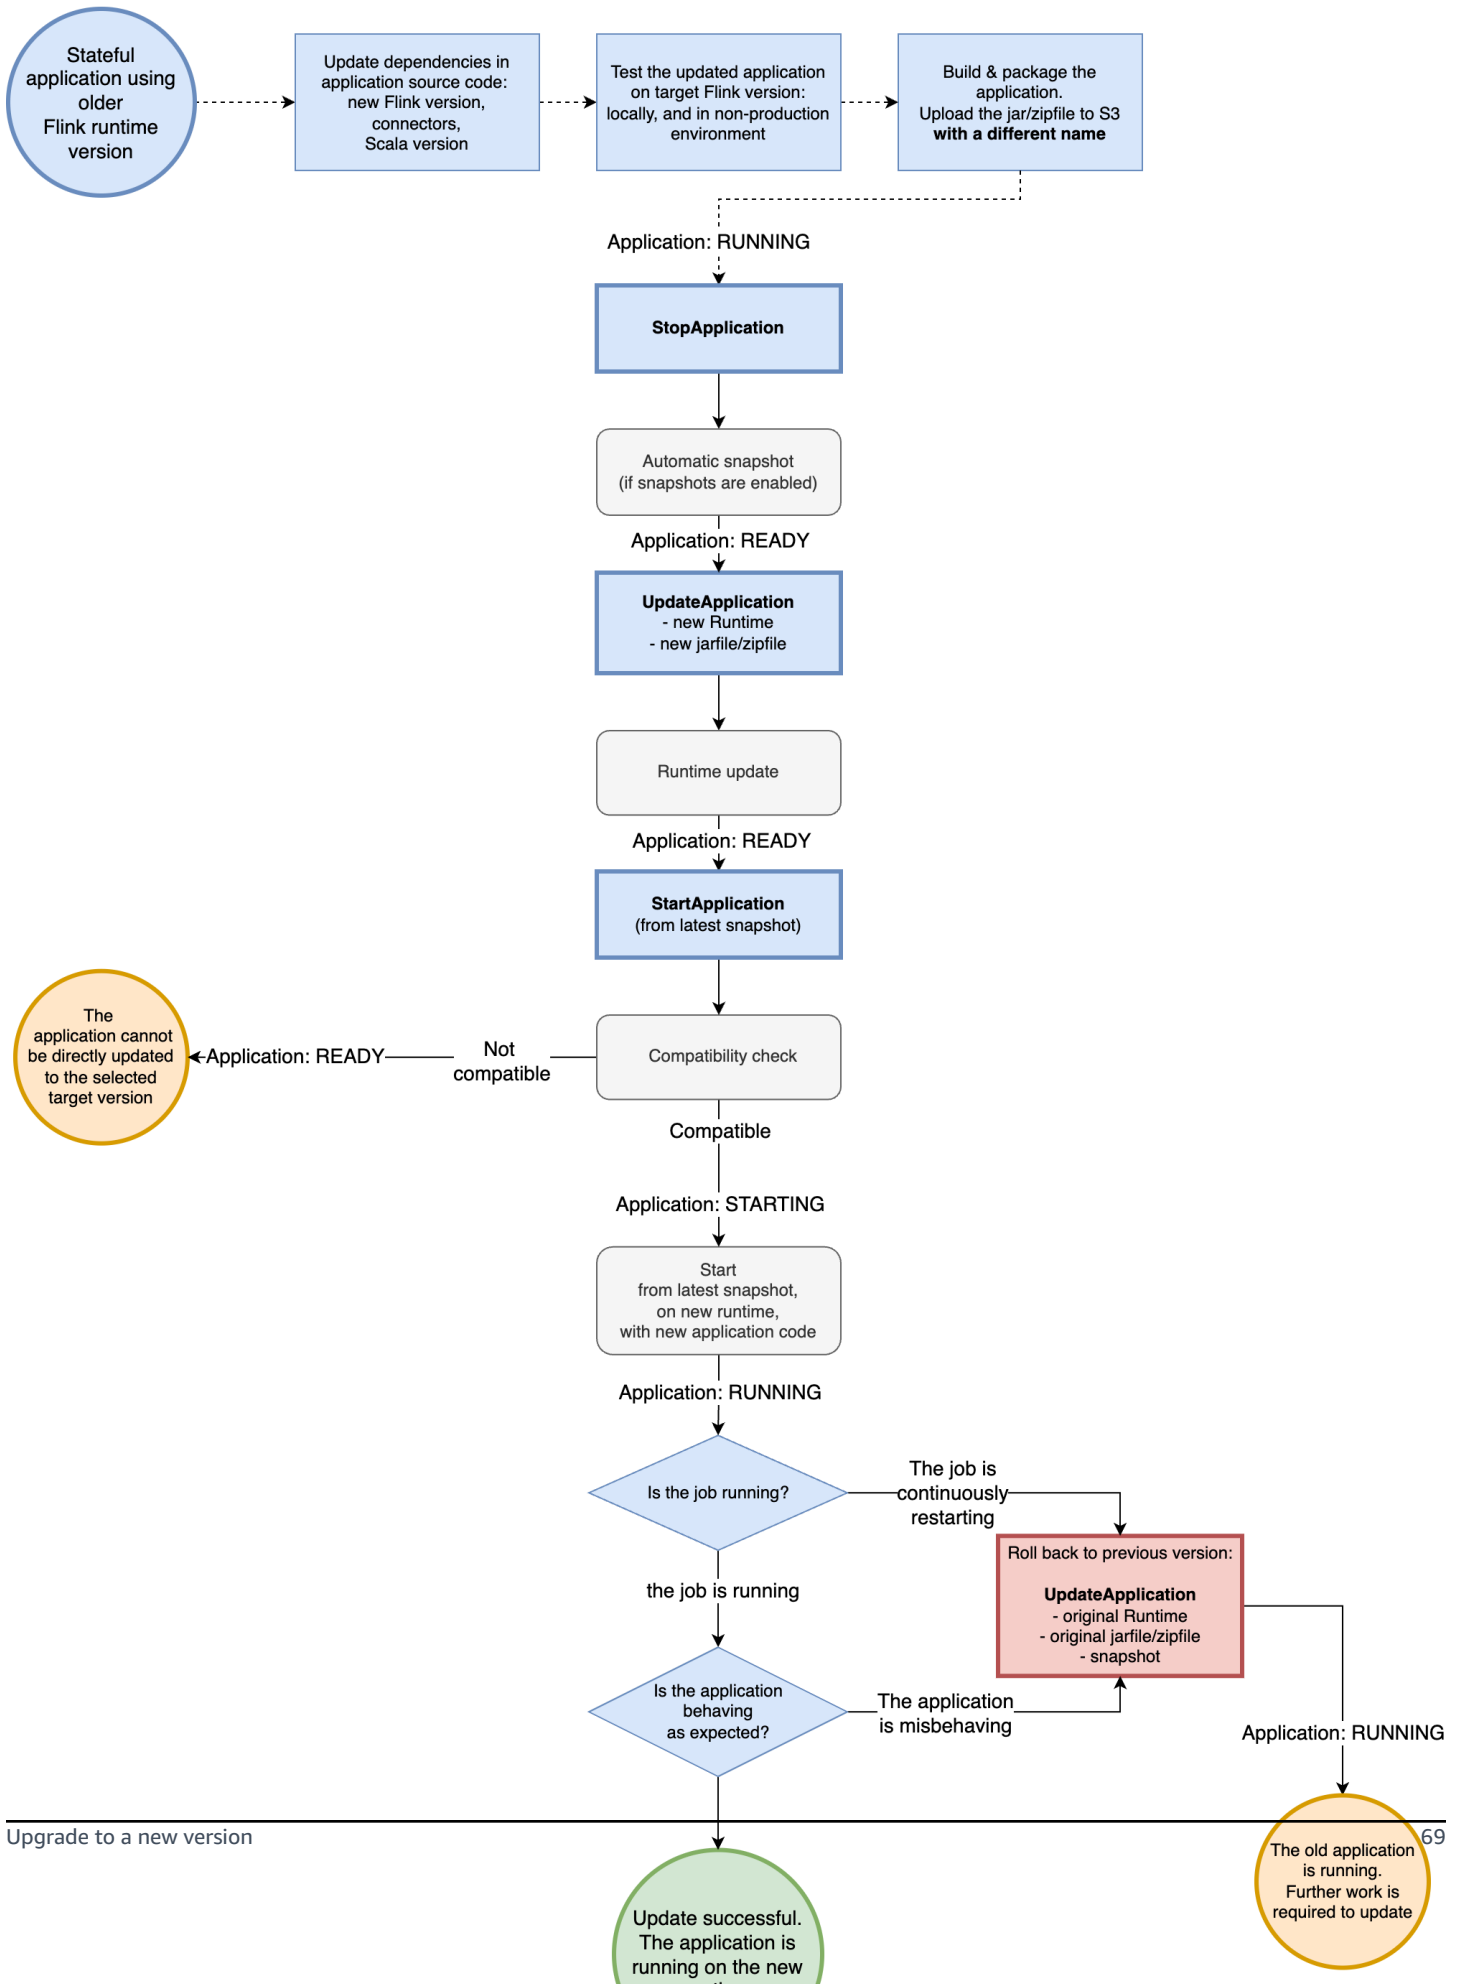 Stateful
application using
older
Flink runtime
version
Update dependencies in
application source code:
new Flink version,
connectors,
Scala version
Test the updated application
on target Flink version:
locally, and in non-production
environment
Build & package the
application.
Upload the jar/zipfile to S3
with a different name
Application: RUNNING
StopApplication
Automatic snapshot
(if snapshots are enabled)
Application: READY
UpdateApplication
- new Runtime
- new jarfile/zipfile
Runtime update
Application: READY
StartApplication
(from latest snapshot)
The
application cannot
be directly updated
to the selected
target version
Application: READY
Not
compatible
Compatibility check
Compatible
Application: STARTING
Start
from latest snapshot,
on new runtime,
with new application code
Application: RUNNING
Is the job running?
The job is
continuously
restarting
Roll back to previous version:
UpdateApplication
- original Runtime
- original jarfile/zipfile
- snapshot
the job is running
Is the application
behaving
as expected?
The application
is misbehaving
Application: RUNNING
Upgrade to a new version
69
The old application
is running.
Further work is
required to update
Update successful.
The application is
running on the new